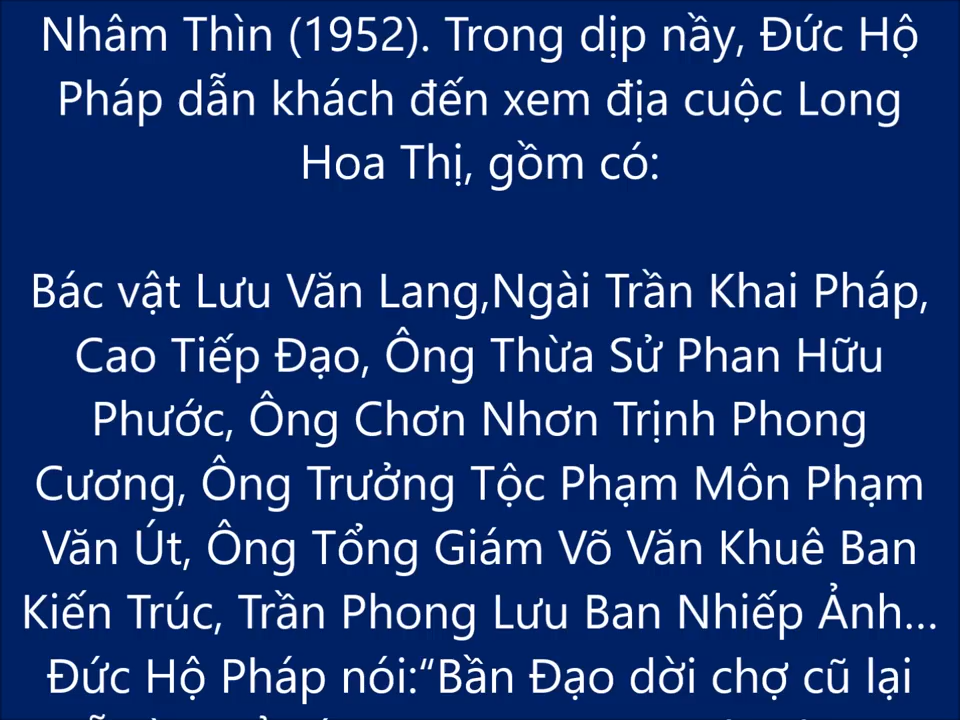 Nhâm Thìn (1952). Trong dịp nầy, Đức Hộ
Pháp dẫn khách đến xem địa cuộc Long
Hoa Thị, gồm có:
Bác vật Lưu Văn Lang,Ngài Trần Khai Pháp,
Cao Tiếp Đạo, Ông Thừa Sử Phan Hữu
Phước, Ông Chơn Nhơn Trịnh Phong
Cương, Ông Trưởng Tộc Phạm Môn Phạm
Văn Út, Ông Tổng Giám Võ Văn Khuê Ban
Kiến Trúc, Trần Phong Lưu Ban Nhiếp Ảnh…
Đức Hộ Pháp nói:“Bần Đạo dời chợ cũ lại